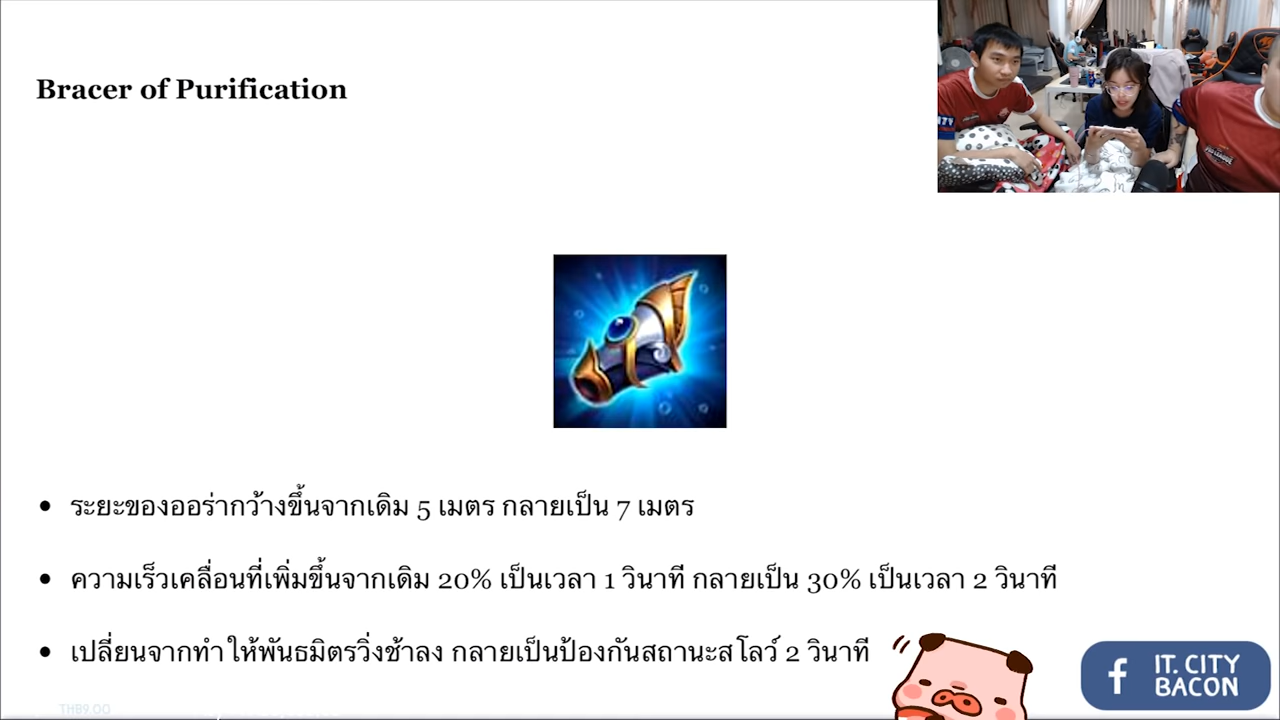 Bracer of Purification
• ระยะของออร่ากว้างขึ้นจากเดิม 5 เมตร กลายเป็น 7 เมตร
• ความเร็วเคลื่อนที่เพิ่มขึ้นจากเดิม 20% เป็นเวลา 1 วินาที กลายเป็น 30% เป็นเวลา 2 วินาที
• เปลี่ยนจากทำให้พันธมิตรวิ่งช้าลง กลายเป็นป้องกันสถานะสโลว์ 2 วินาที
f IT. CITY
BACON
THB9.00